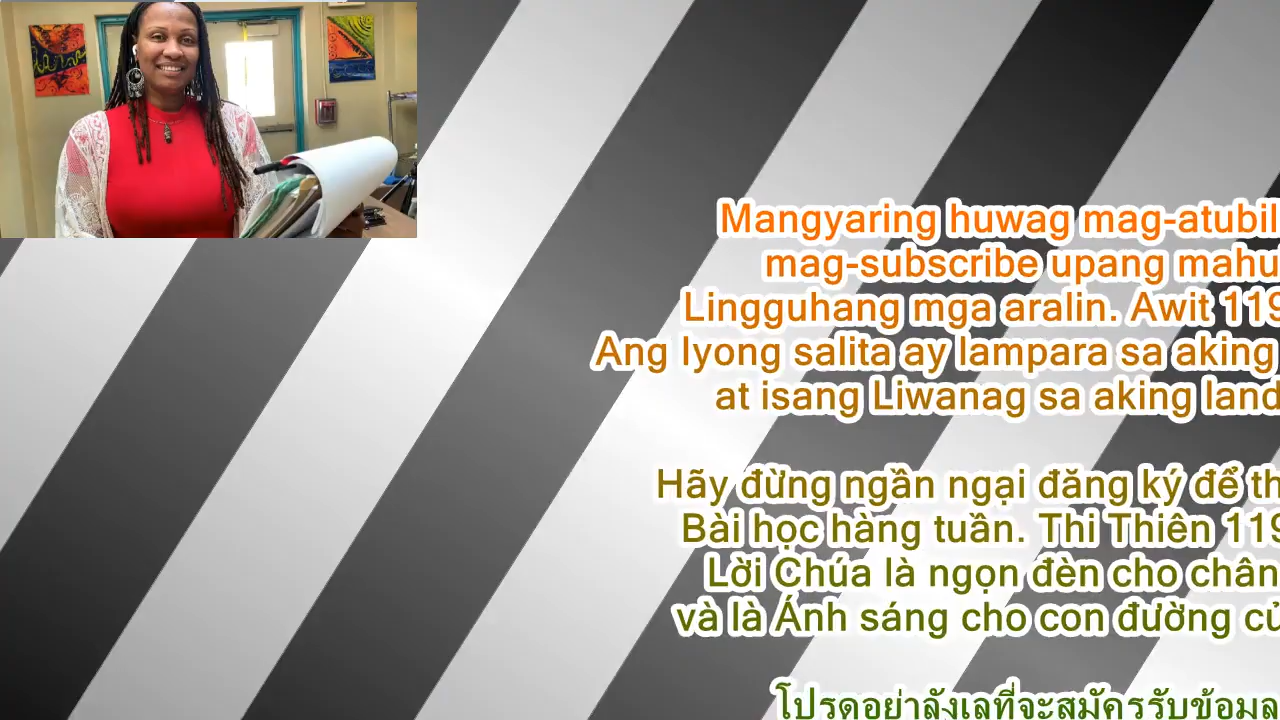 Mangyaring huwag mag-atubil
mag-subscribe upang mahu
Lingguhang mga aralin. Awit 119
Ang Iyong salita ay lampara sa aking
at isang Liwanag sa aking land
Hãy đừng ngần ngại đăng ký để th
Bài học hàng tuần. Thi Thiên 119
Lời Chúa là ngọn đèn cho chân
và là Ánh sáng cho con đường củ
โปรดอย่าลังเลที่จะสมัครรับข้อมูล